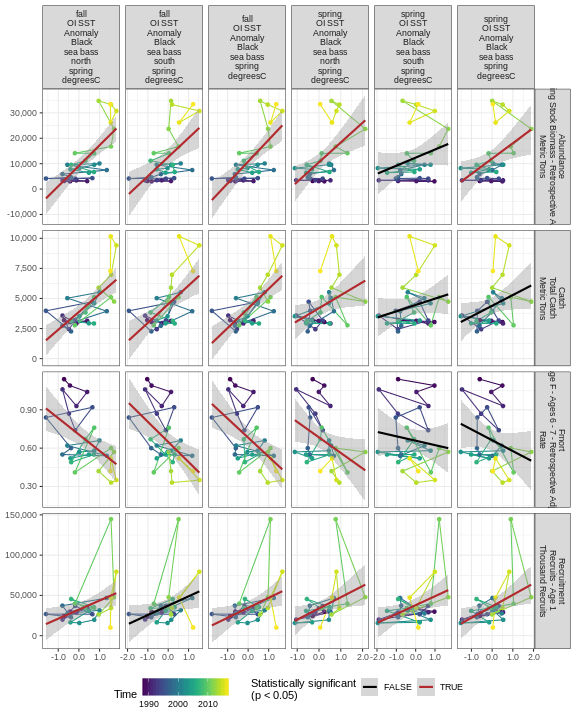 fall
OI SST
Anomaly
Black
sea bass
north
spring
degreesC
fall
OI SST
Anomaly
Black
sea bass
south
spring
degreesC
fall
OI SST
Anomaly
Black
sea bass
spring
degreesC
spring
OI SST
Anomaly
Black
sea bass
north
spring
degreesC
spring
OI SST
Anomaly
Black
sea bass
south
spring
degreesC
spring
OI SST
Anomaly
Black
sea bass
spring
degreesC
30,000
20,000
10,000
0
-10,000
Abundance
Stock Biomass - Retrospective A
Metric Tons
10,000
7,500
5,000
2,500
0
Catch
Total Catch
Metric Tons
0.90
0.60
0.30
Fmort
F - Ages 6 - 7 - Retrospective Ad
Rate
150,000
100,000
50,000
0
Recruitment
Recruits - Age 1
Thousand Recruits
-1.0 0.0 1.0
-2.0 -1.0 0.0 1.0
-1.0 0.0 1.0
-1.0 0.0 1.0 2.0
-2.0 -1.0 0.0 1.0
-1.0 0.0 1.0 2.0
Time
1990 2000 2010
Statistically significant
(p < 0.05)
FALSE
TRUE